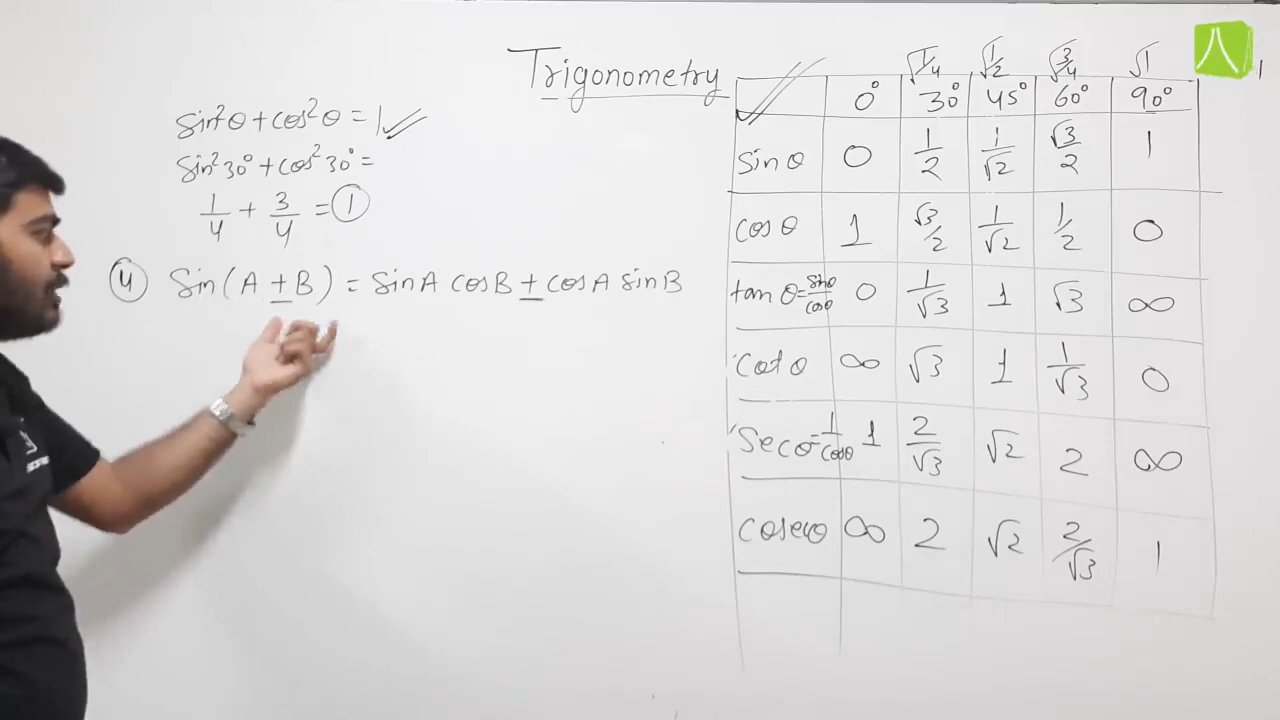 Trigonometry
sin²θ + cos²θ = 1
sin²30° + cos²30° =
1/4 + 3/4 = 1
4 Sin(A ± B) = sinA cosB ± cosA sinB
√1/4 √1/2 √3/4 √1 1
0° 30° 45° 60° 90°
sinθ 0 1/2 1/√2 √3/2 1
cosθ 1 √3/2 1/√2 1/2 0
tanθ = sinθ/cosθ 0 1/√3 1 √3 ∞
cotθ ∞ √3 1 1/√3 0
Secθ = 1/cosθ 1 2/√3 √2 2 ∞
cosecθ ∞ 2 √2 2/√3 1